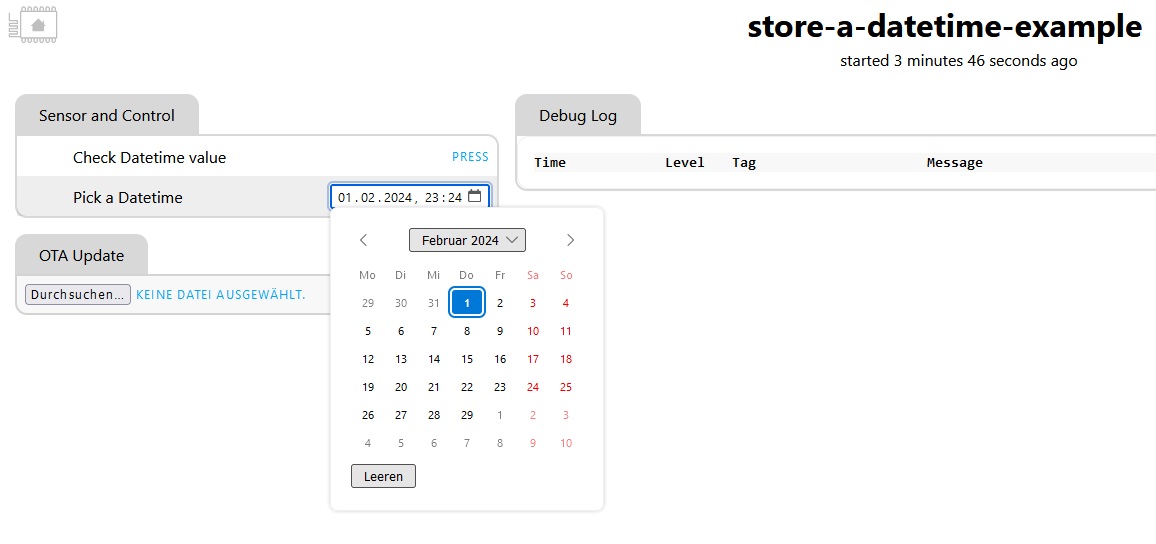 store-a-datetime-example
started 3 minutes 46 seconds ago
Sensor and Control
Check Datetime value PRESS
Pick a Datetime 01.02.2024, 23:24
Februar 2024
Mo Di Mi Do Fr Sa So
29 30 31 1 2 3 4
5 6 7 8 9 10 11
12 13 14 15 16 17 18
19 20 21 22 23 24 25
26 27 28 29 1 2 3
4 5 6 7 8 9 10
Leeren
OTA Update
Durchsuchen... KEINE DATEI AUSGEWÄHLT.
Debug Log
Time Level Tag Message